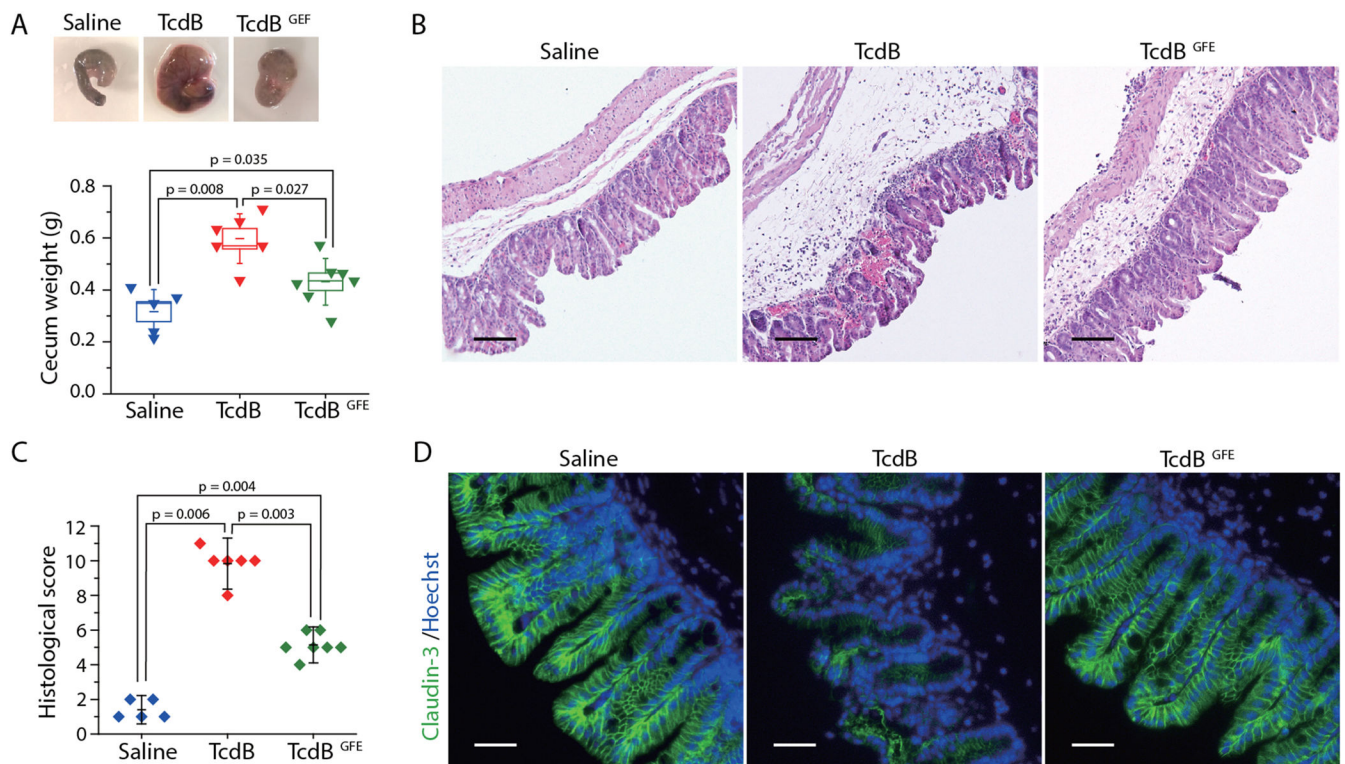 A
Saline TcdB TcdB GEF
p = 0.035
p = 0.008 p = 0.027
0.8
0.6
0.4
0.2
0.0
Cecum weight (g)
Saline TcdB TcdB GFE
B
Saline TcdB TcdB GFE
C
p = 0.004
p = 0.006 p = 0.003
12
10
8
6
4
2
0
Histological score
Saline TcdB TcdB GFE
D
Saline TcdB TcdB GFE
Claudin-3 /Hoechst